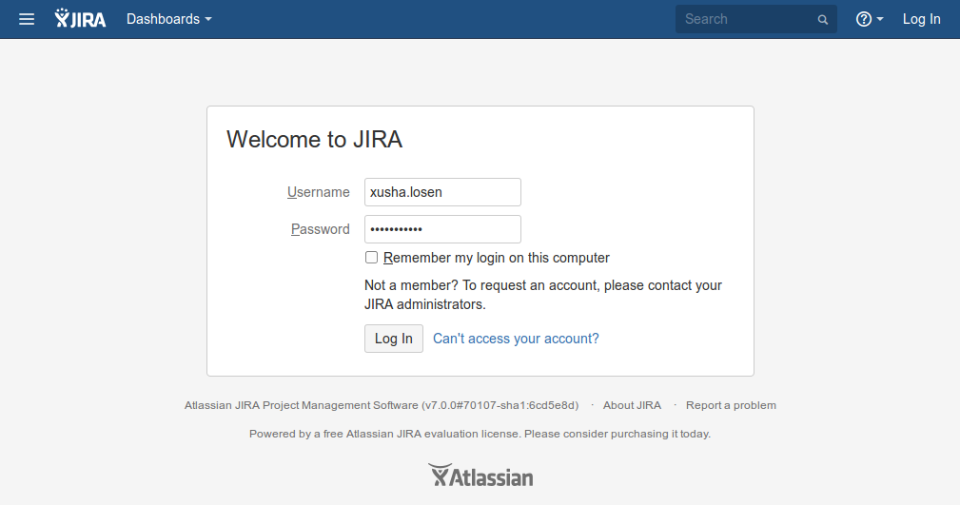 JIRA Dashboards Search Log In
Welcome to JIRA
Username xusha.losen
Password •••••••••••
Remember my login on this computer
Not a member? To request an account, please contact your
JIRA administrators.
Log In Can't access your account?
Atlassian JIRA Project Management Software (v7.0.0#70107-sha1:6cd5e8d) · About JIRA · Report a problem
Powered by a free Atlassian JIRA evaluation license. Please consider purchasing it today.
Atlassian